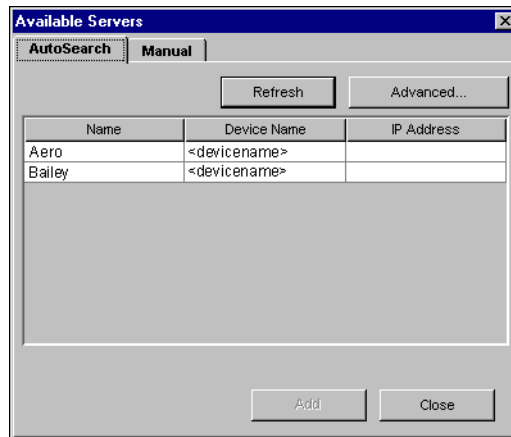 Available Servers
AutoSearch Manual
Refresh Advanced...
Name Device Name IP Address
Aero <devicename>
Bailey <devicename>
Add Close